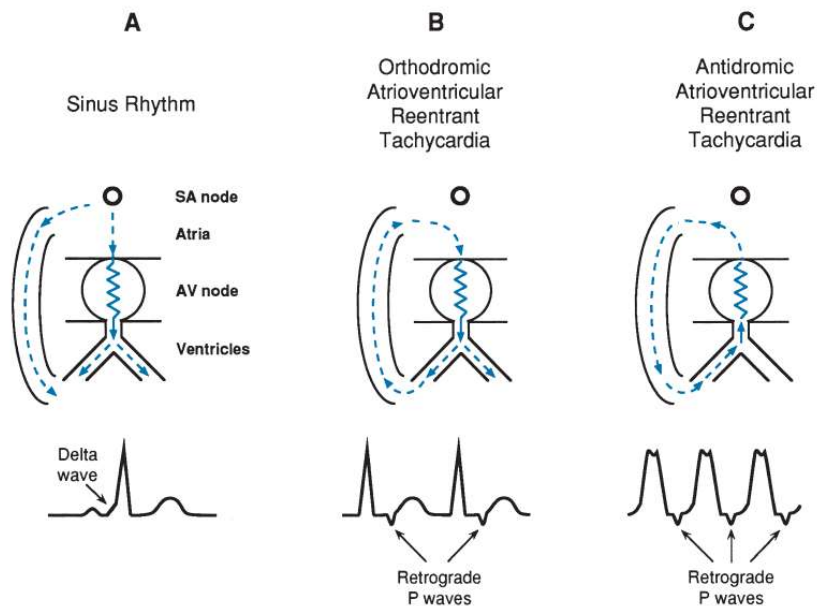 A
B
C
Sinus Rhythm
Orthodromic
Atrioventricular
Reentrant
Tachycardia
Antidromic
Atrioventricular
Reentrant
Tachycardia
SA node
Atria
AV node
Ventricles
Delta
wave
Retrograde
P waves
Retrograde
P waves